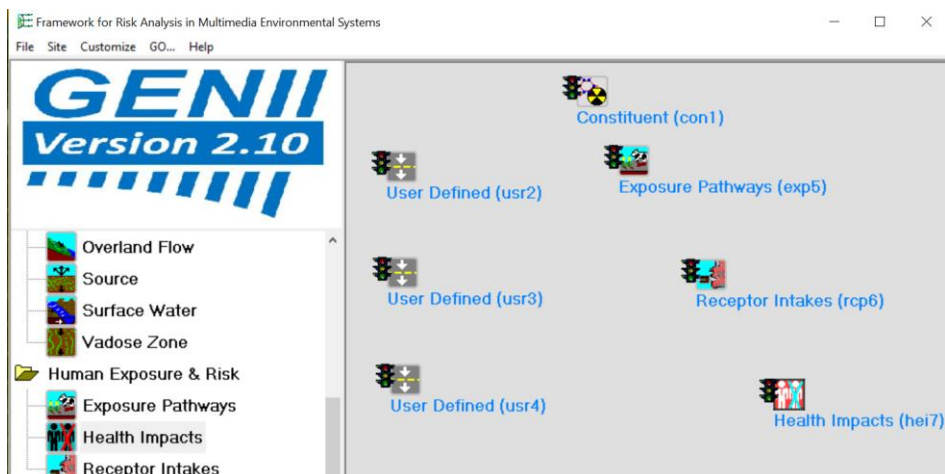 Framework for Risk Analysis in Multimedia Environmental Systems
File Site Customize GO... Help
GENII
Version 2.10
Overland Flow
Source
Surface Water
Vadose Zone
Human Exposure & Risk
Exposure Pathways
Health Impacts
Receptor Intakes
Constituent (con1)
User Defined (usr2)
Exposure Pathways (exp5)
User Defined (usr3)
Receptor Intakes (rcp6)
User Defined (usr4)
Health Impacts (hei7)